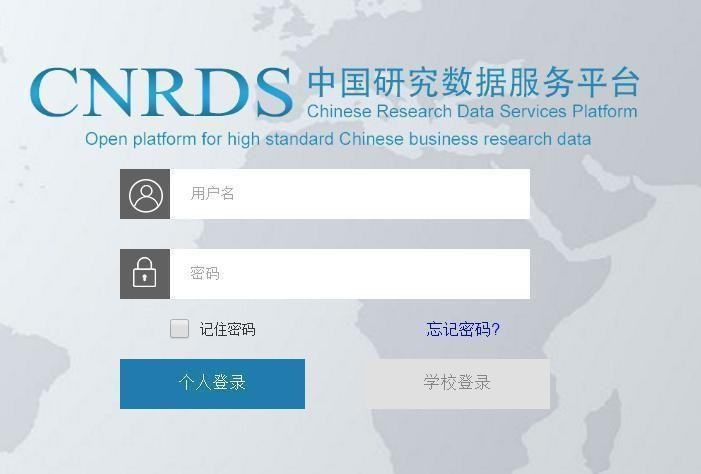 CNRDS 中国研究数据服务平台
Chinese Research Data Services Platform
Open platform for high standard Chinese business research data
用户名
密码
记住密码 忘记密码?
个人登录 学校登录